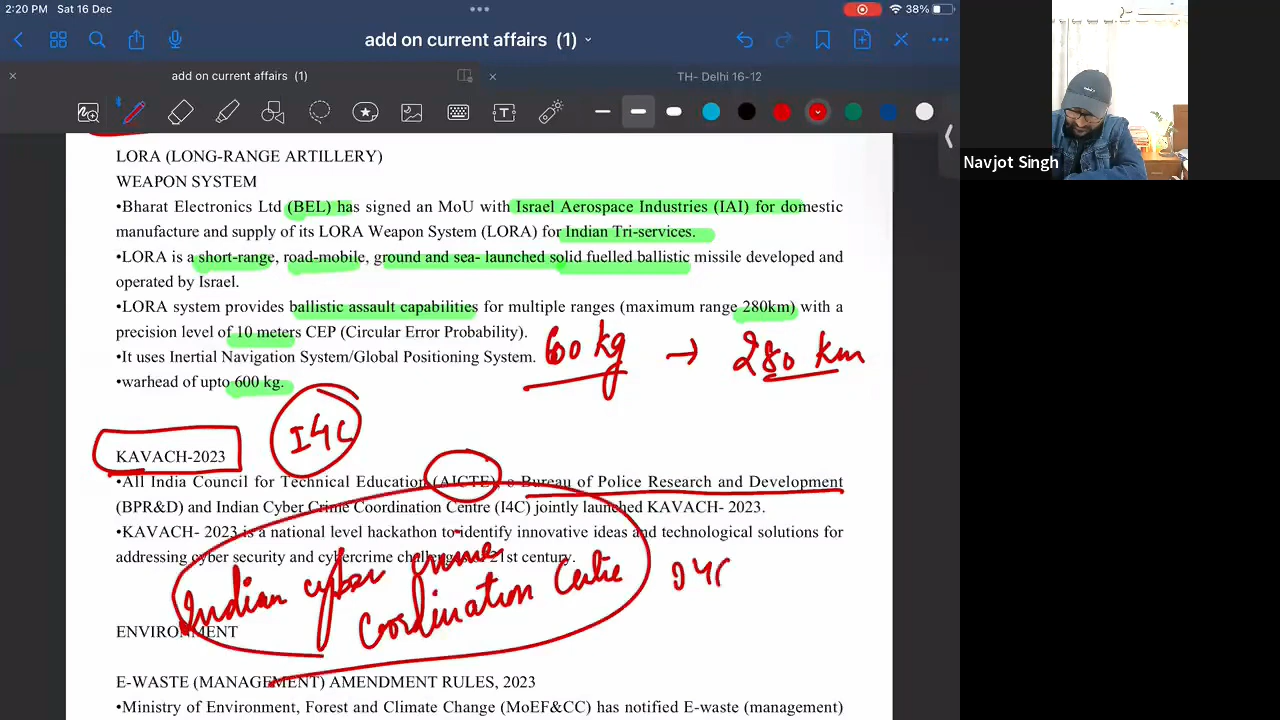 2:20 PM Sat 16 Dec
38%
add on current affairs (1)
add on current affairs (1)
TH- Delhi 16-12
T
LORA (LONG-RANGE ARTILLERY)
WEAPON SYSTEM
•Bharat Electronics Ltd (BEL) has signed an MoU with Israel Aerospace Industries (IAI) for domestic
manufacture and supply of its LORA Weapon System (LORA) for Indian Tri-services.
•LORA is a short-range, road-mobile, ground and sea- launched solid fuelled ballistic missile developed and
operated by Israel.
•LORA system provides ballistic assault capabilities for multiple ranges (maximum range 280km) with a
precision level of 10 meters CEP (Circular Error Probability).
•It uses Inertial Navigation System/Global Positioning System.
60 kg → 280 km
•warhead of upto 600 kg.
I4C
KAVACH-2023
•All India Council for Technical Education (AICTE) Bureau of Police Research and Development
(BPR&D) and Indian Cyber Crime Coordination Centre (I4C) jointly launched KAVACH- 2023.
•KAVACH- 2023 is a national level hackathon to identify innovative ideas and technological solutions for
addressing cyber security and cybercrime challenges of 21st century.
Indian cyber crime
coordination
ENVIRONMENT
E-WASTE (MANAGEMENT) AMENDMENT RULES, 2023
•Ministry of Environment, Forest and Climate Change (MoEF&CC) has notified E-waste (management)
Navjot Singh